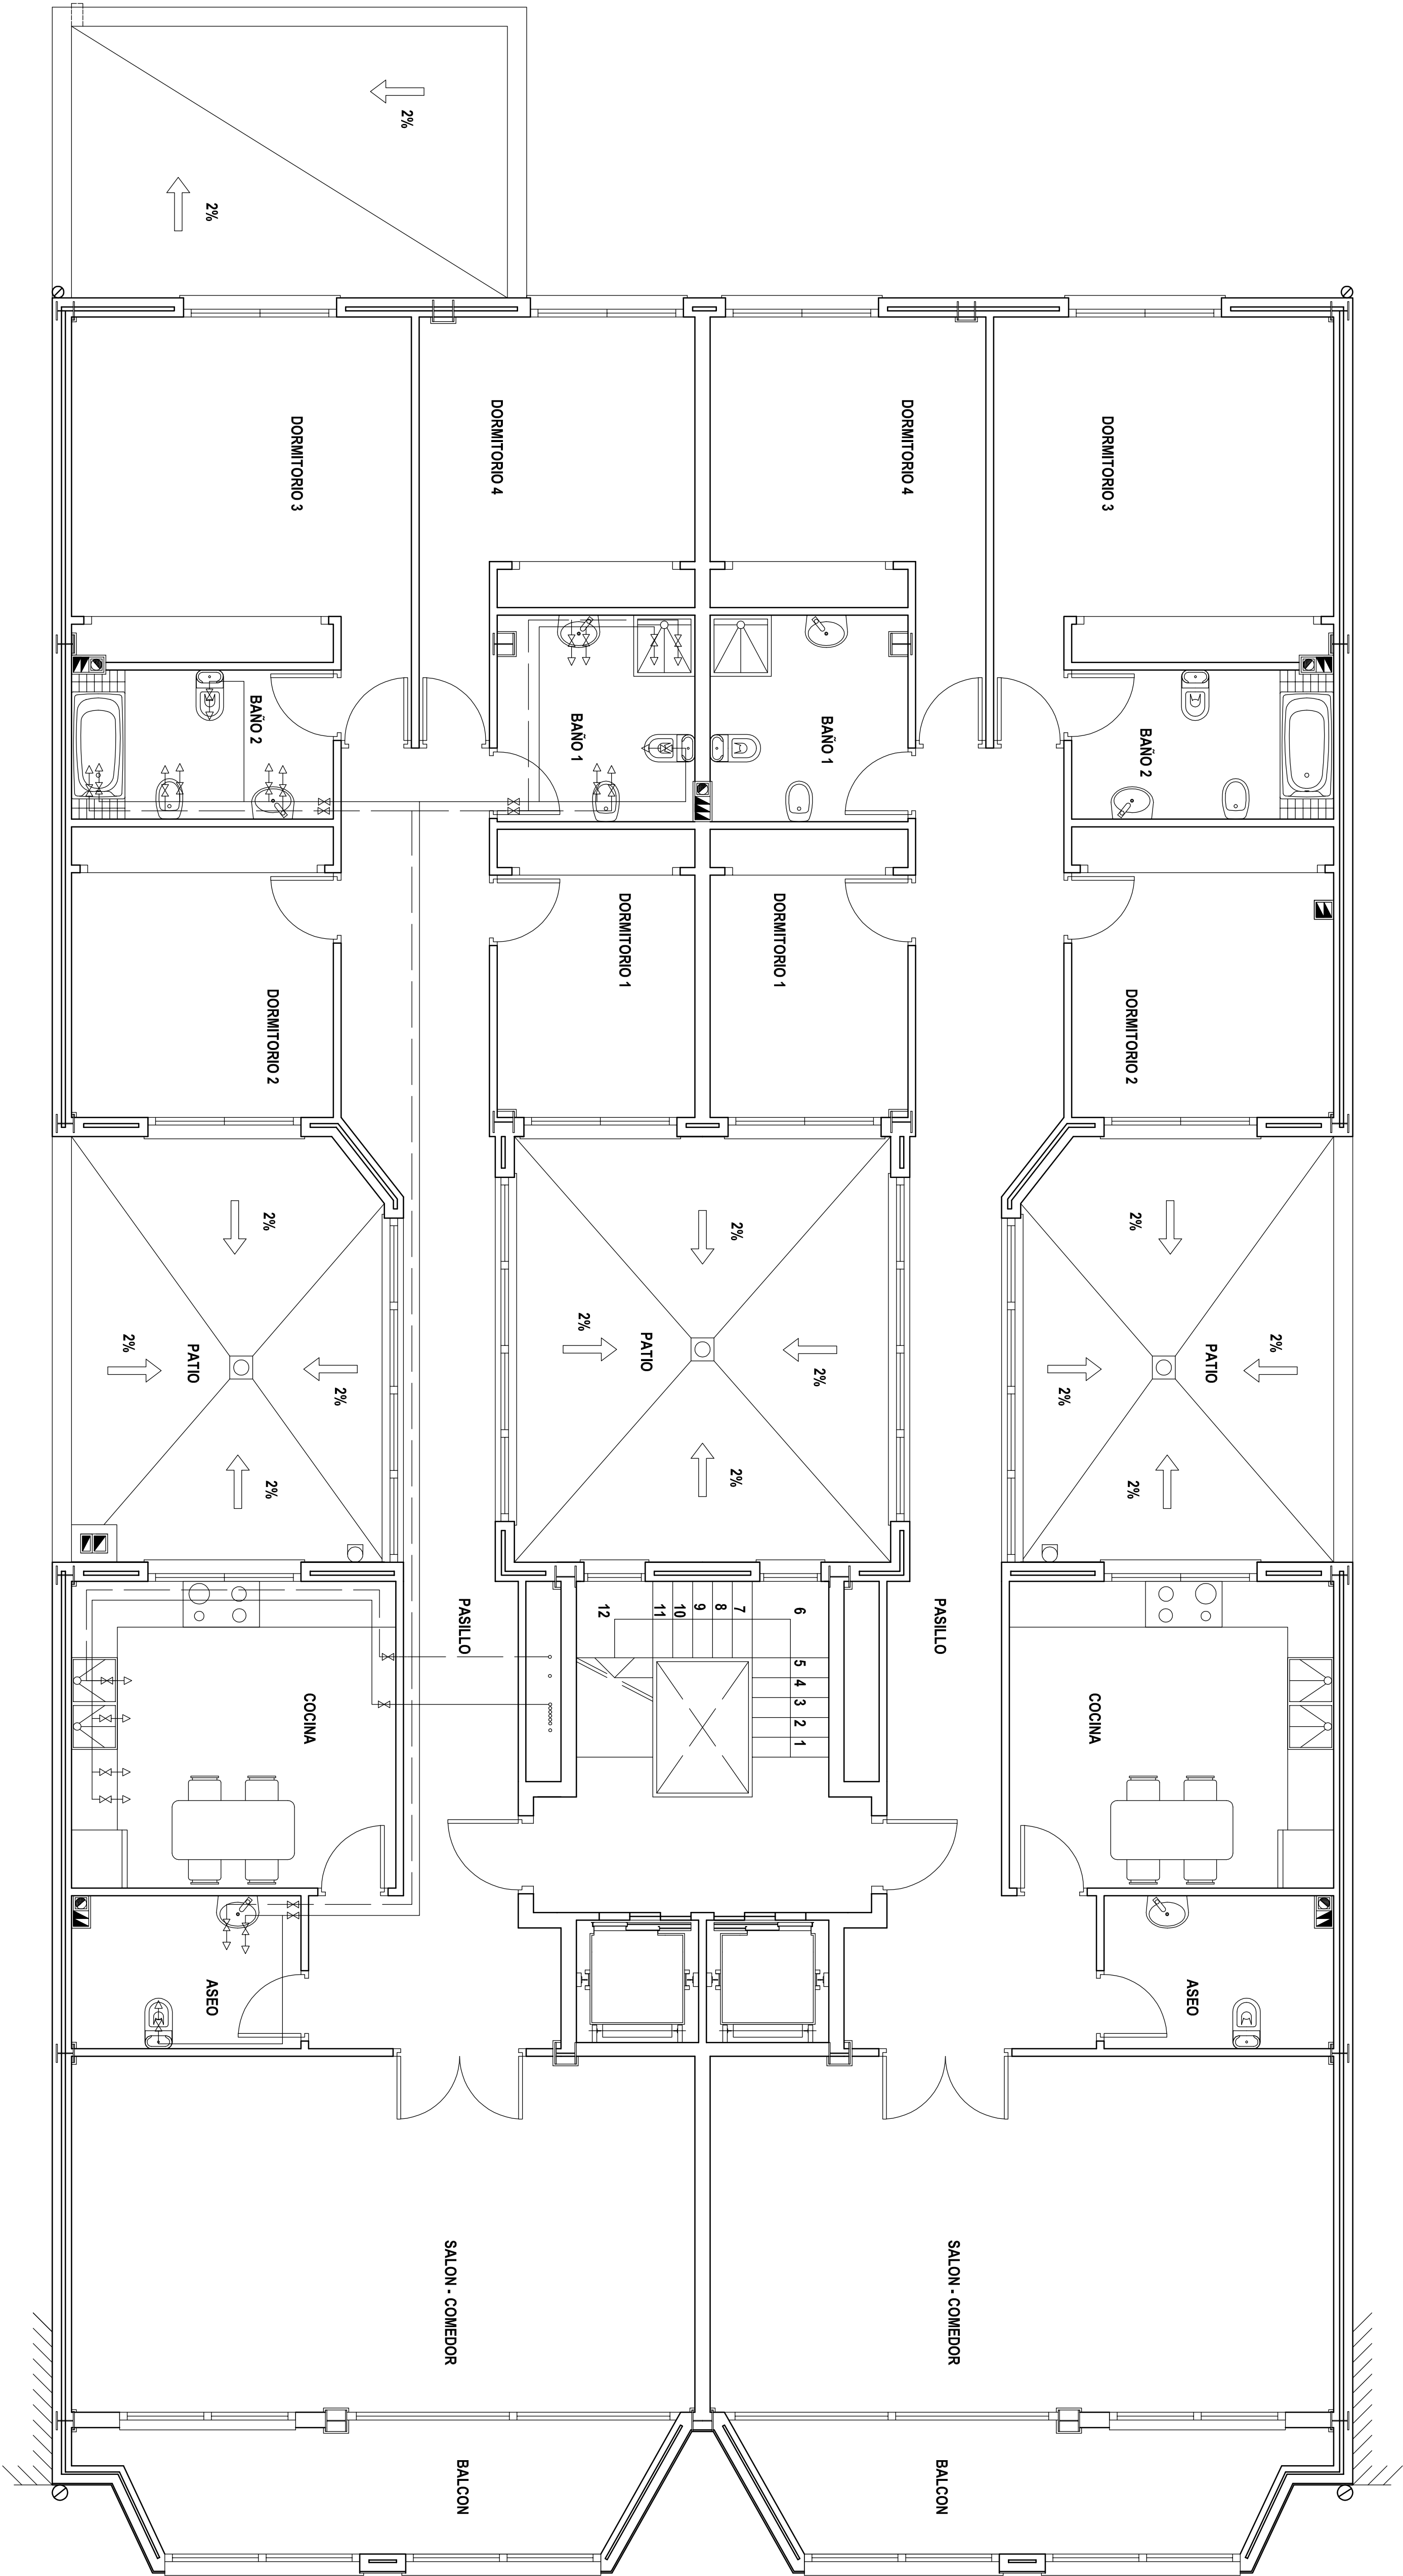 2%
2%
DORMITORIO 3
DORMITORIO 4
DORMITORIO 4
DORMITORIO 3
BAÑO 2
BAÑO 1
BAÑO 1
BAÑO 2
DORMITORIO 2
DORMITORIO 1
DORMITORIO 1
DORMITORIO 2
2%
2%
2%
2%
PATIO
2%
2%
PATIO
2%
2%
2%
PATIO
2%
2%
2%
2%
PASILLO
PASILLO
12
11
10
9
8
7
6
5
4
3
2
1
COCINA
COCINA
ASEO
ASEO
SALON - COMEDOR
SALON - COMEDOR
BALCON
BALCON